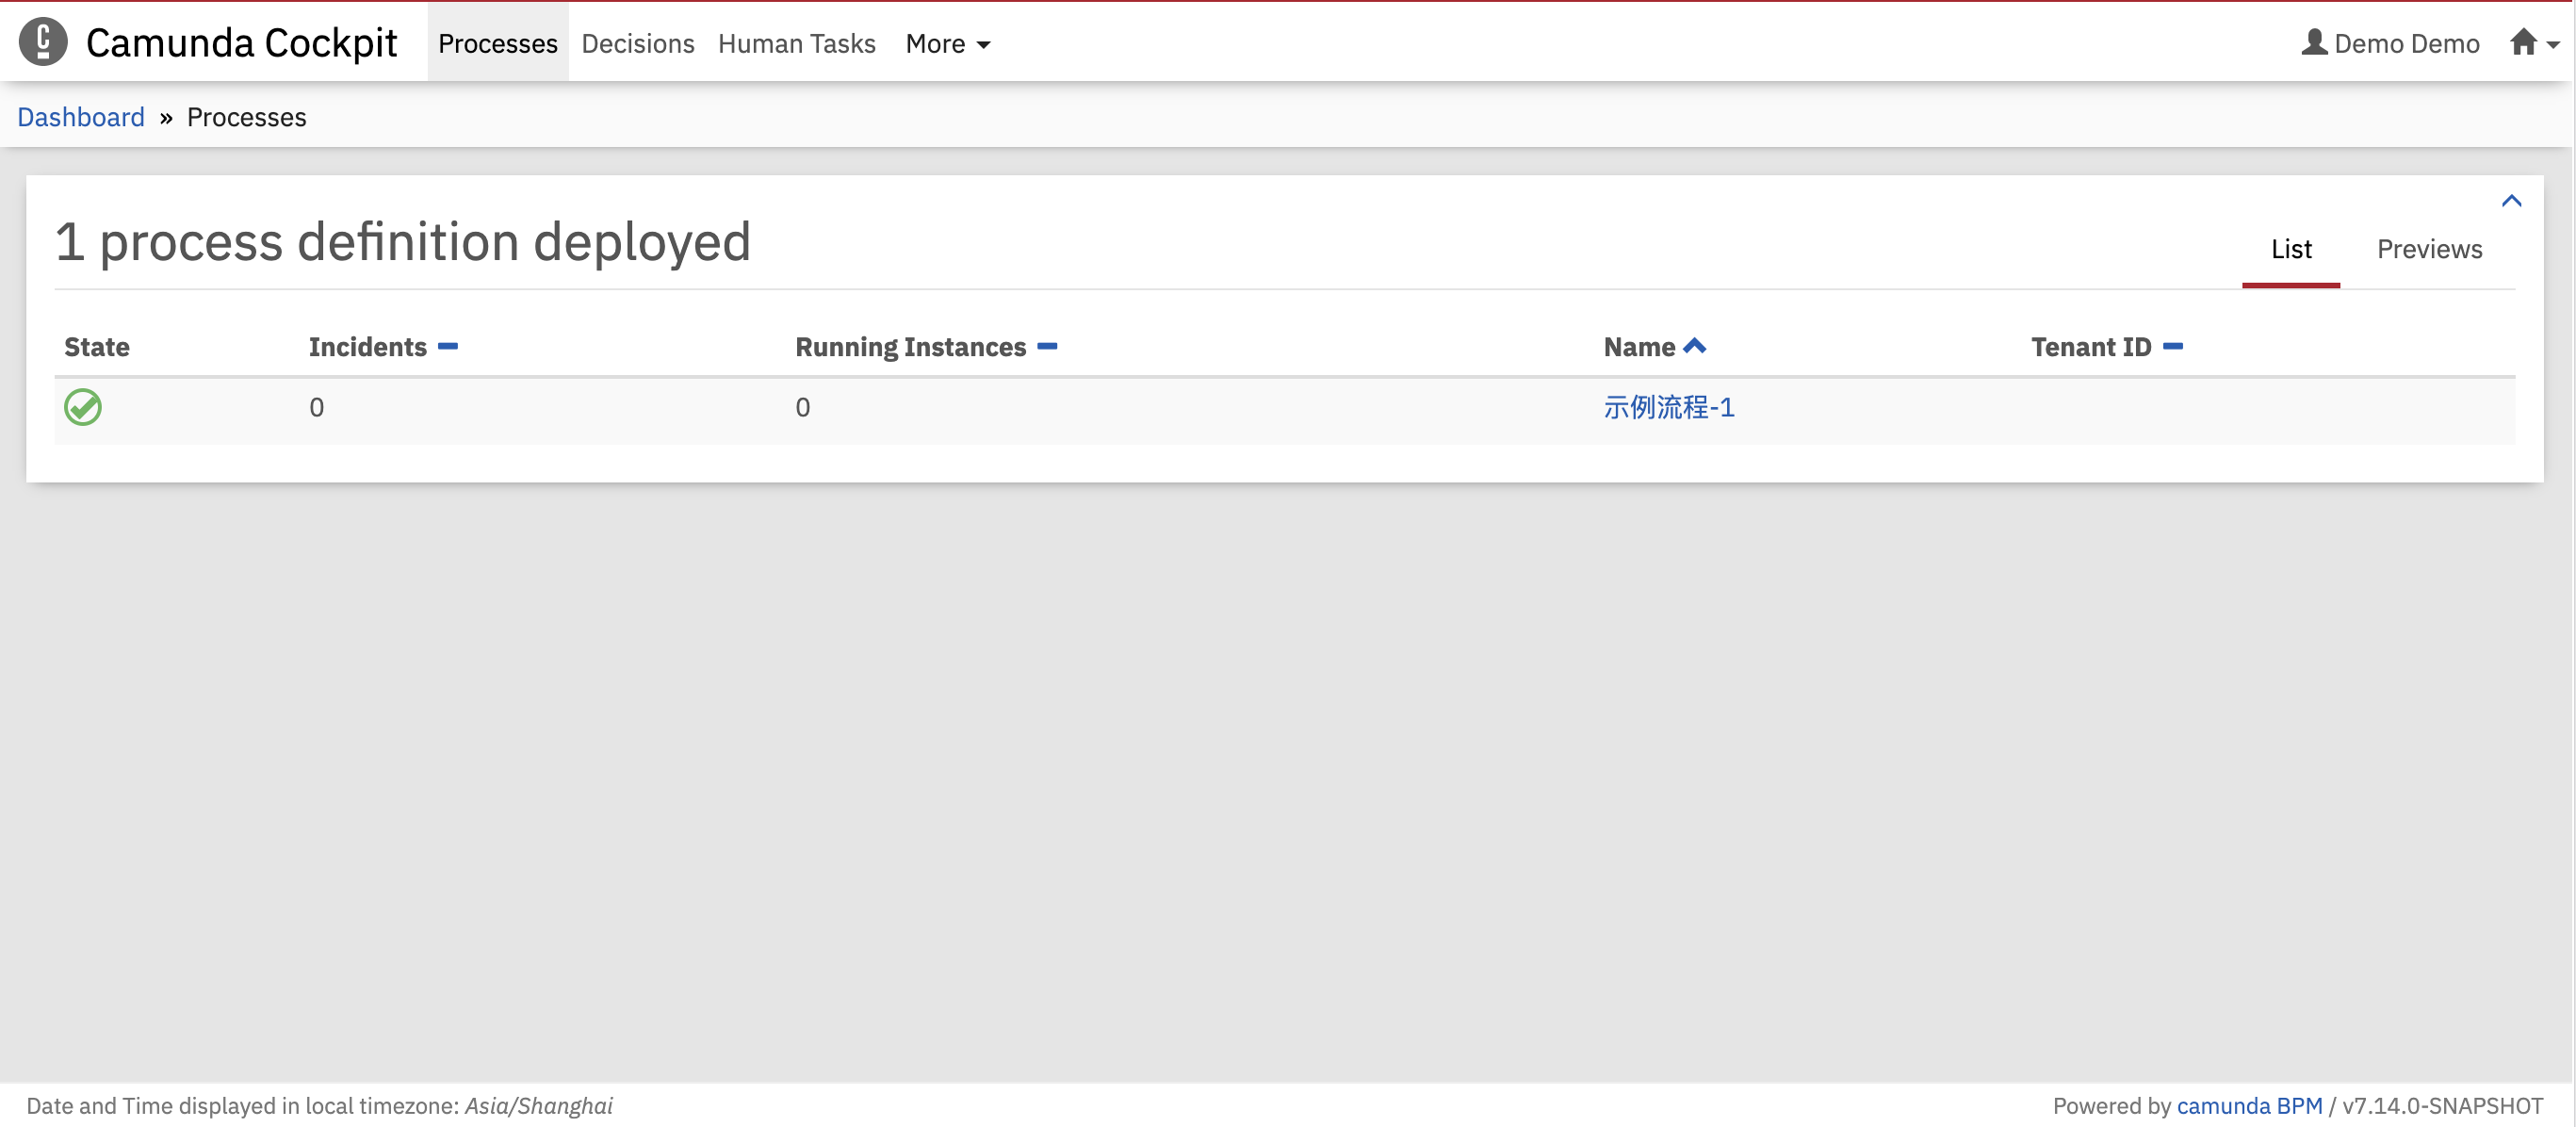 Camunda Cockpit Processes Decisions Human Tasks More Demo Demo
Dashboard » Processes
1 process definition deployed
List Previews
State Incidents Running Instances Name Tenant ID
0 0 示例流程-1
Date and Time displayed in local timezone: Asia/Shanghai Powered by camunda BPM / v7.14.0-SNAPSHOT